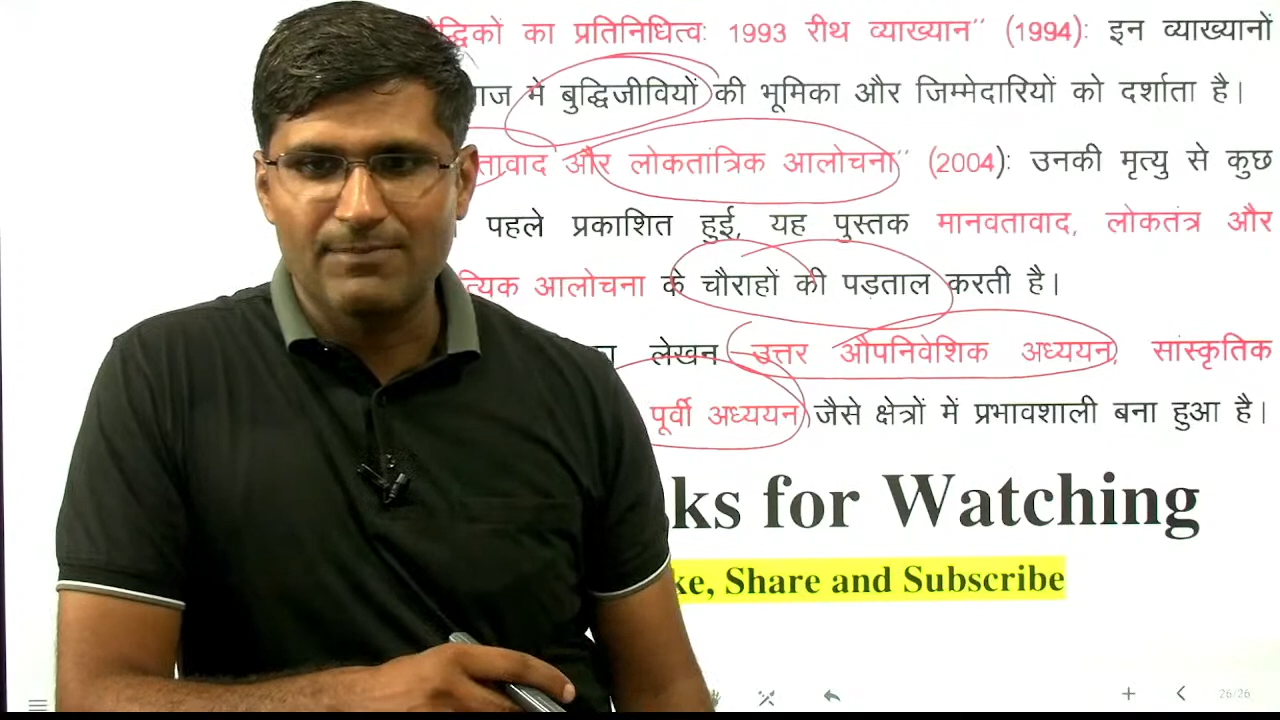 का प्रतिनिधित्व: 1993 रीथ व्याख्यान” (1994): इन व्याख्यानों
में बुद्धिजीवियों की भूमिका और जिम्मेदारियों को दर्शाता है।
और लोकतांत्रिक आलोचना” (2004): उनकी मृत्यु से कुछ
पहले प्रकाशित हुई, यह पुस्तक मानवतावाद, लोकतंत्र और
आलोचना के चौराहों की पड़ताल करती है।
लेखन उत्तर औपनिवेशिक अध्ययन, सांस्कृतिक
पूर्वी अध्ययन जैसे क्षेत्रों में प्रभावशाली बना हुआ है।
for Watching
Share and Subscribe
26/26